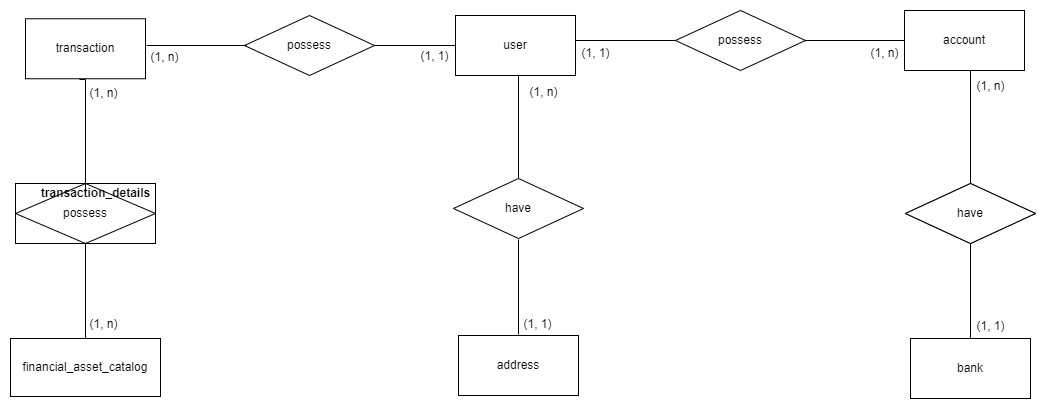 transaction
(1, n)
possess
(1, 1)
user
(1, 1)
possess
(1, n)
account
(1, n)
(1, n)
(1, n)
transaction_details
possess
have
have
(1, n)
(1, 1)
(1, 1)
financial_asset_catalog
address
bank